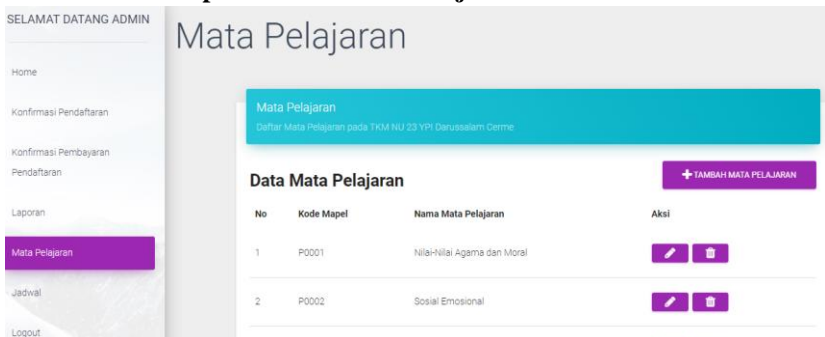 SELAMAT DATANG ADMIN
Home
Konfirmasi Pendaftaran
Konfirmasi Pembayaran
Pendaftaran
Laporan
Mata Pelajaran
Jadwal
Logout
Mata Pelajaran
Mata Pelajaran
Daftar Mata Pelajaran pada TKM NU 23 YPI Darussalam Cerme
Data Mata Pelajaran
TAMBAH MATA PELAJARAN
No Kode Mapel Nama Mata Pelajaran Aksi
1 P0001 Nilai-Nilai Agama dan Moral
2 P0002 Sosial Emosional